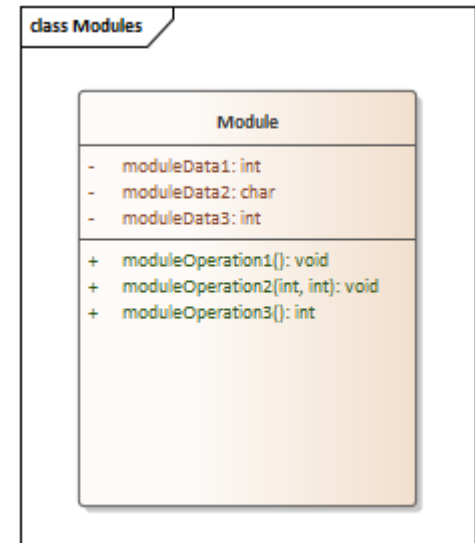 class Modules
Module
- moduleData1: int
- moduleData2: char
- moduleData3: int
+ moduleOperation1(): void
+ moduleOperation2(int, int): void
+ moduleOperation3(): int